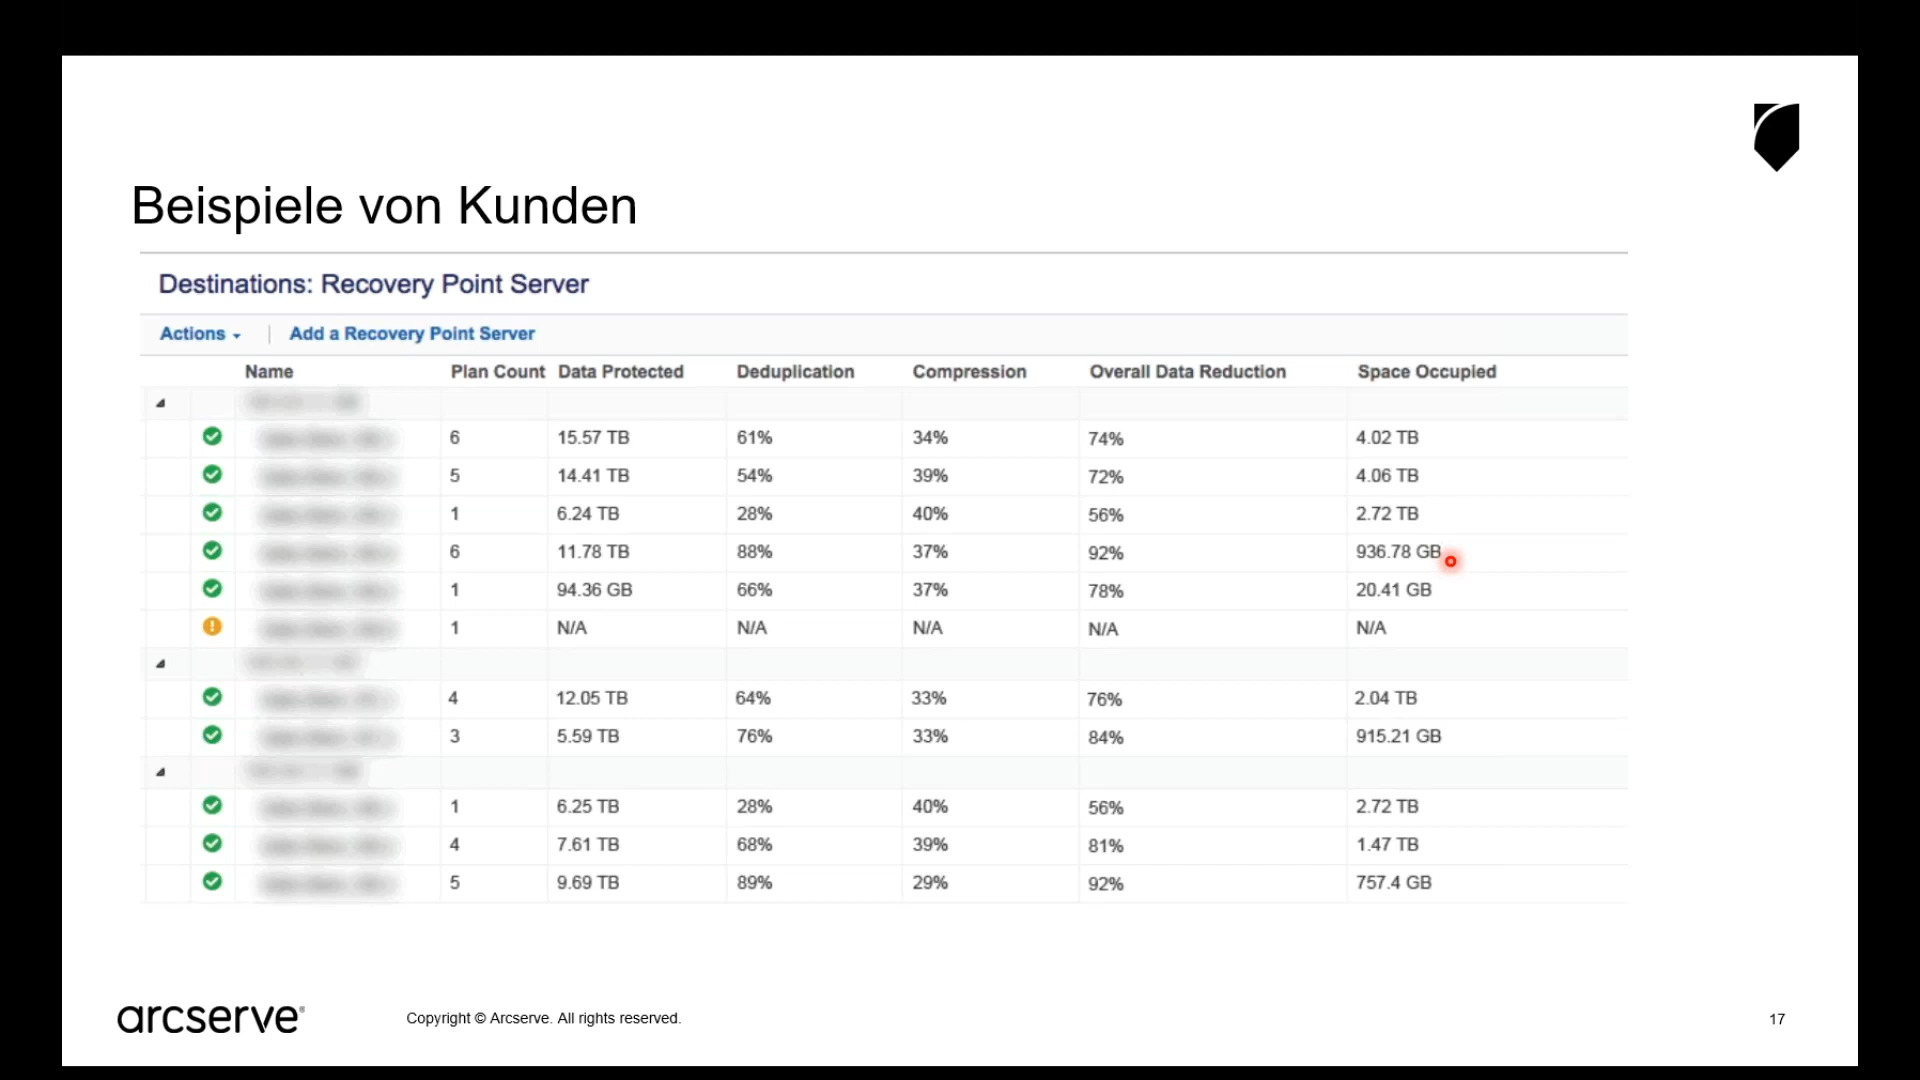 Beispiele von Kunden
Destinations: Recovery Point Server
Actions | Add a Recovery Point Server
Name Plan Count Data Protected Deduplication Compression Overall Data Reduction Space Occupied
6 15.57 TB 61% 34% 74% 4.02 TB
5 14.41 TB 54% 39% 72% 4.06 TB
1 6.24 TB 28% 40% 56% 2.72 TB
6 11.78 TB 88% 37% 92% 936.78 GB
1 94.36 GB 66% 37% 78% 20.41 GB
1 N/A N/A N/A N/A N/A
4 12.05 TB 64% 33% 76% 2.04 TB
3 5.59 TB 76% 33% 84% 915.21 GB
1 6.25 TB 28% 40% 56% 2.72 TB
4 7.61 TB 68% 39% 81% 1.47 TB
5 9.69 TB 89% 29% 92% 757.4 GB
arcserve Copyright © Arcserve. All rights reserved. 17